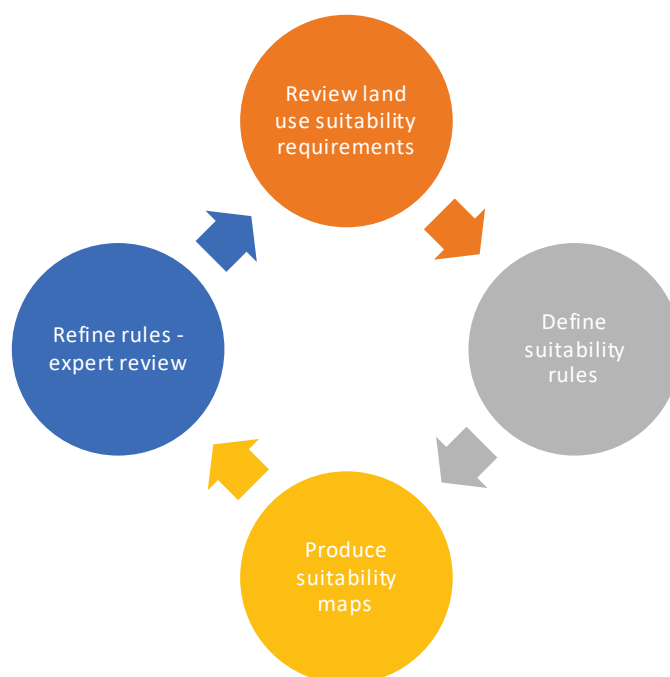 Review land
use suitability
requirements
Define
suitability
rules
Produce
suitability
maps
Refine rules -
expert review